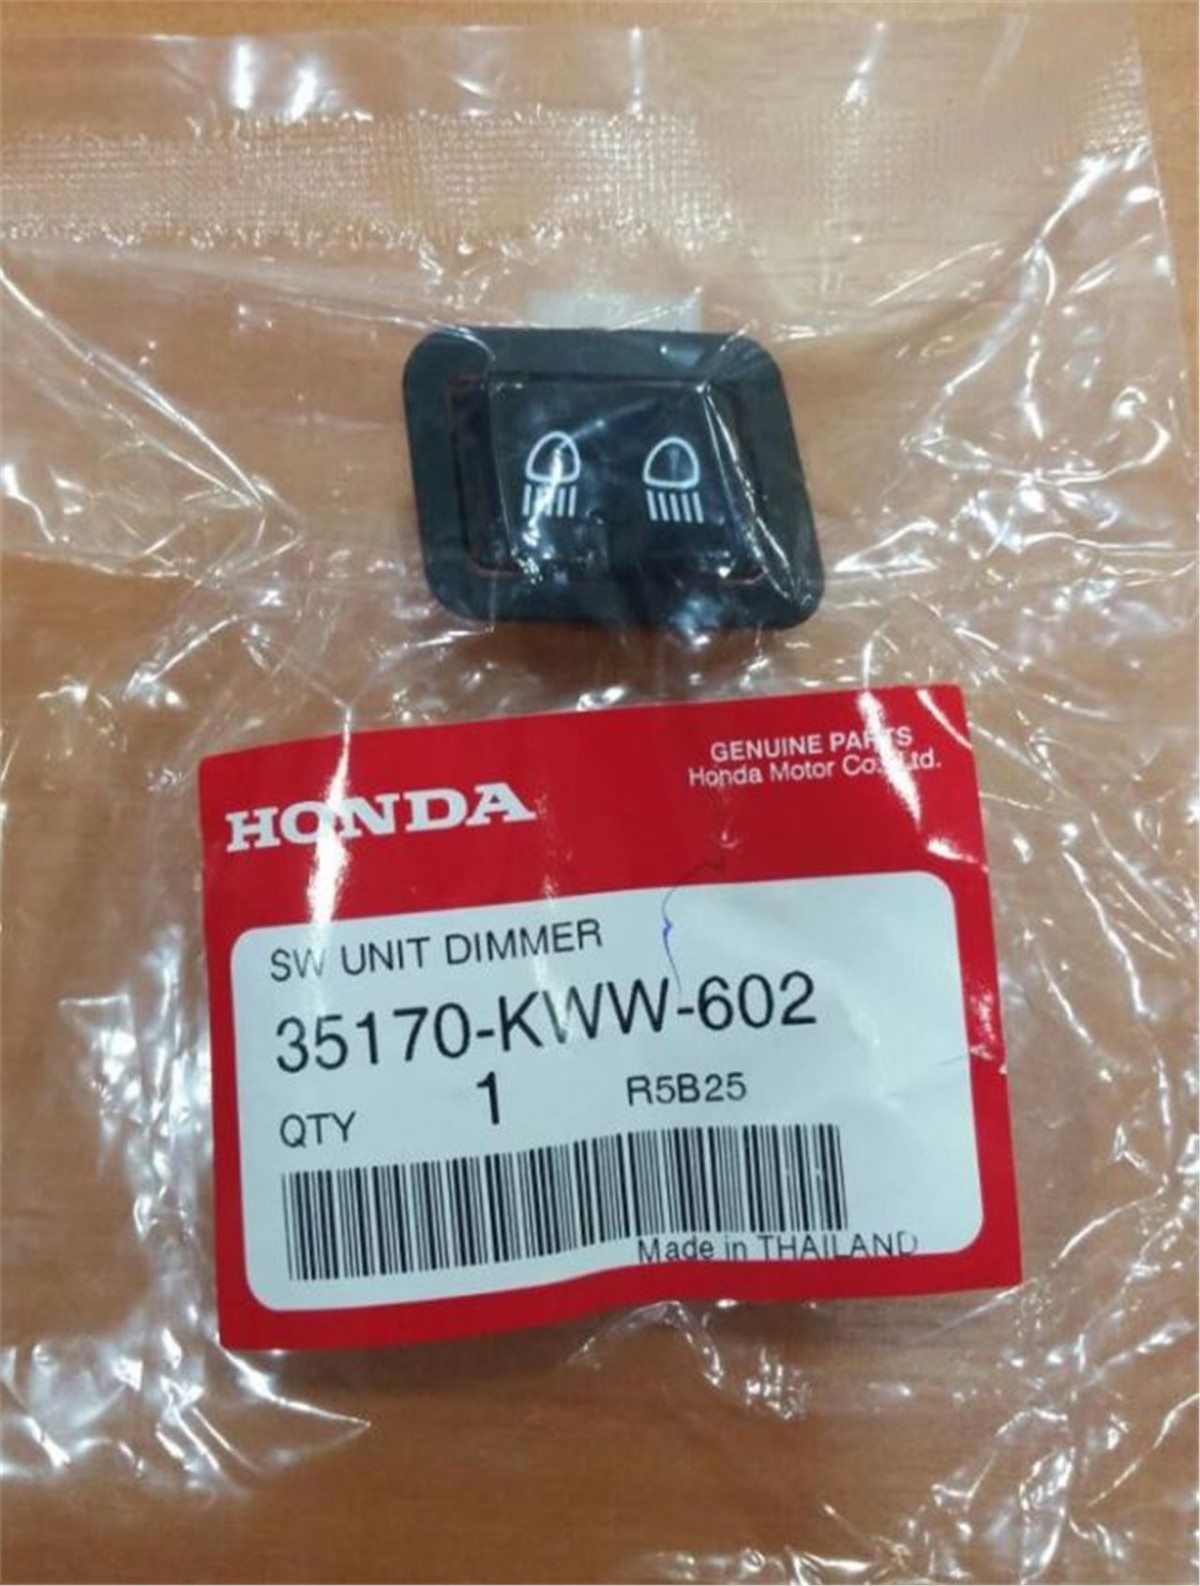 GENUINE PARTS
Honda Motor Co., Ltd.
HONDA
SW UNIT DIMMER
35170-KWW-602
QTY 1 R5B25
Made in THAILAND